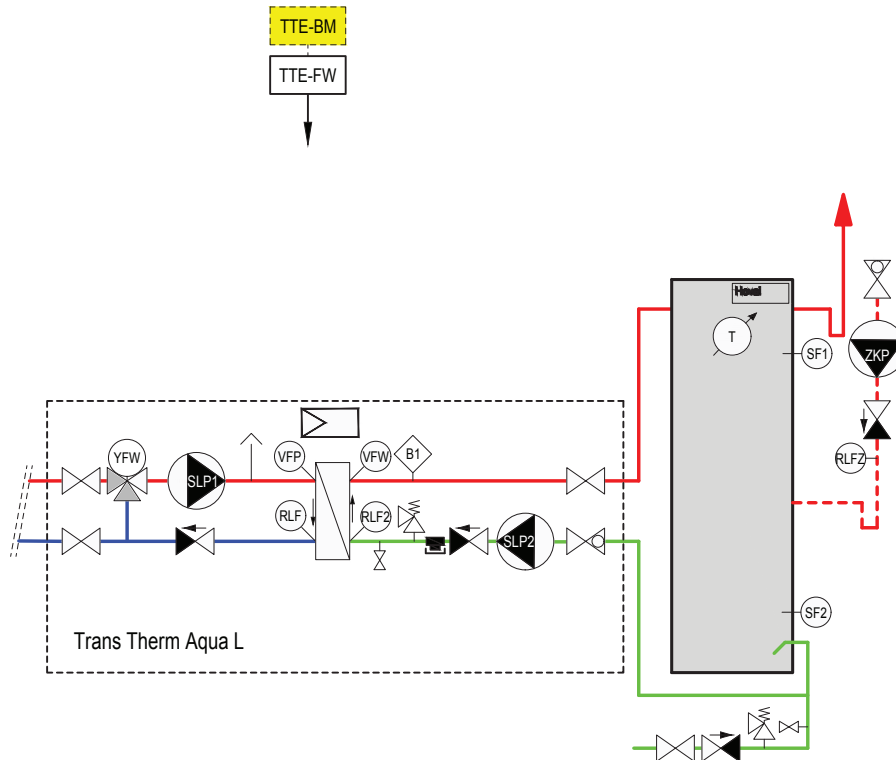 TTE-BM
TTE-FW
Hoval
T
SF1
ZKP
B1
YFW
VFP
VFW
RLFZ
SLP1
RLF
RLF2
SLP2
SF2
Trans Therm Aqua L